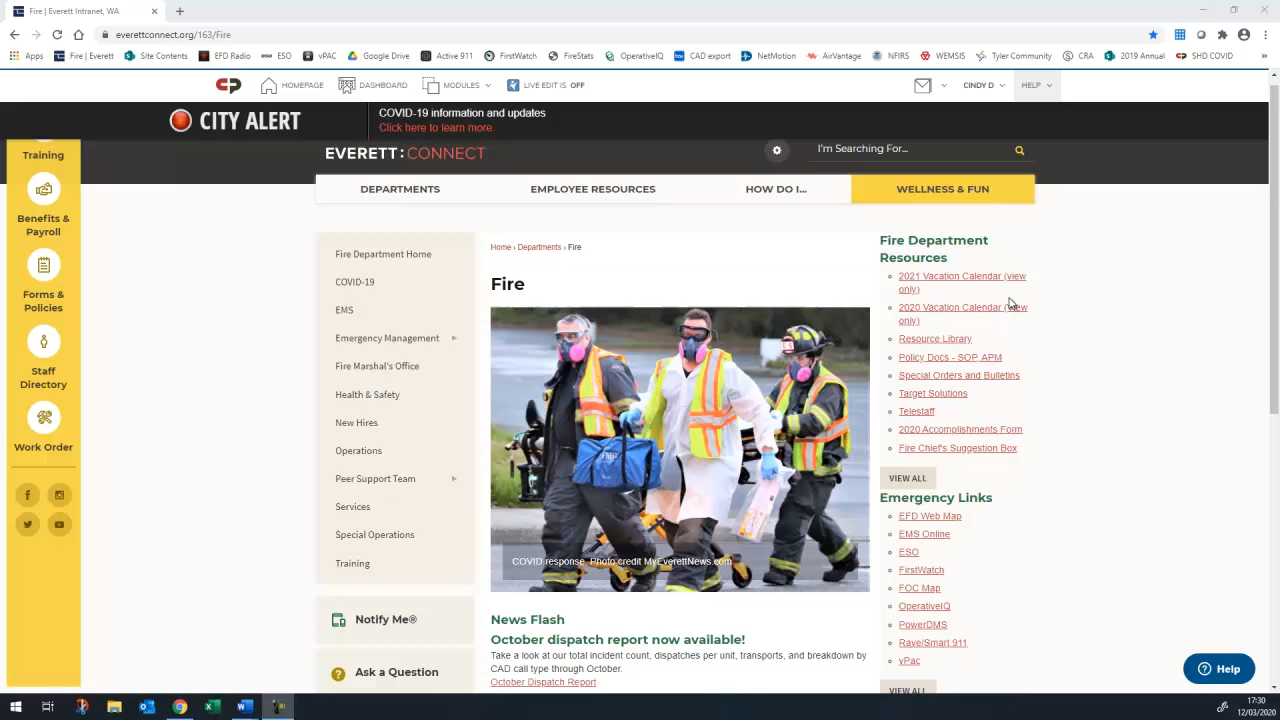 Fire | Everett Intranet, WA
everettconnect.org/163/Fire
Apps
Fire | Everett
Site Contents
EFD Radio
eso ESO
vPAC
Google Drive
Active 911
FirstWatch
FireStats
OperativeIQ
CAD export
NetMotion
AirVantage
NFIRS
WEMSIS
Tyler Community
CRA
2019 Annual
SHD COVID
HOMEPAGE
DASHBOARD
MODULES
LIVE EDIT IS OFF
CINDY D
HELP
CITY ALERT
COVID-19 information and updates
Click here to learn more.
EVERETT:CONNECT
I'm Searching For...
DEPARTMENTS
EMPLOYEE RESOURCES
HOW DO I...
WELLNESS & FUN
Training
Benefits &
Payroll
Forms &
Policies
Staff
Directory
Work Order
Fire Department Home
COVID-19
EMS
Emergency Management
Fire Marshal's Office
Health & Safety
New Hires
Operations
Peer Support Team
Services
Special Operations
Training
Notify Me®
Ask a Question
Home › Departments › Fire
Fire
COVID response. Photo credit MyEverettNews.com
News Flash
October dispatch report now available!
Take a look at our total incident count, dispatches per unit, transports, and breakdown by
CAD call type through October.
October Dispatch Report
Fire Department
Resources
2021 Vacation Calendar (view
only)
2020 Vacation Calendar (view
only)
Resource Library
Policy Docs - SOP, APM
Special Orders and Bulletins
Target Solutions
Telestaff
2020 Accomplishments Form
Fire Chief's Suggestion Box
VIEW ALL
Emergency Links
EFD Web Map
EMS Online
ESO
FirstWatch
FOC Map
OperativeIQ
PowerDMS
Rave/Smart 911
vPac
VIEW ALL
Help
17:30
12/03/2020